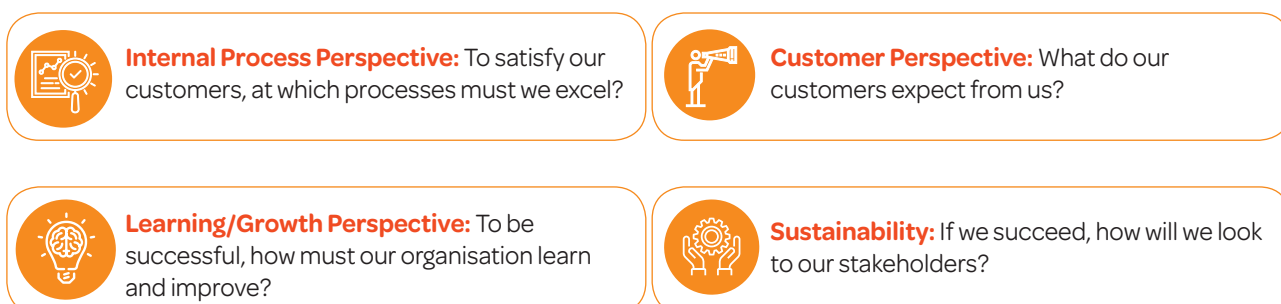 Internal Process Perspective: To satisfy our
customers, at which processes must we excel?
Customer Perspective: What do our
customers expect from us?
Learning/Growth Perspective: To be
successful, how must our organisation learn
and improve?
Sustainability: If we succeed, how will we look
to our stakeholders?